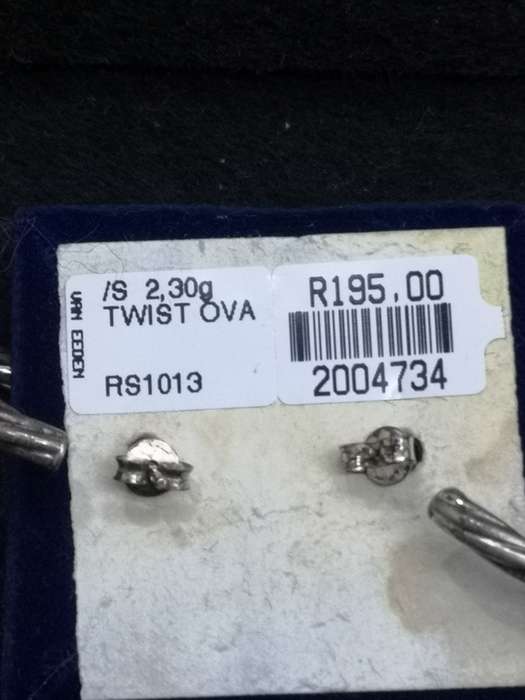 VAN EEDEN
/S 2,30g
TWIST OVA
RS1013
R195,00
2004734